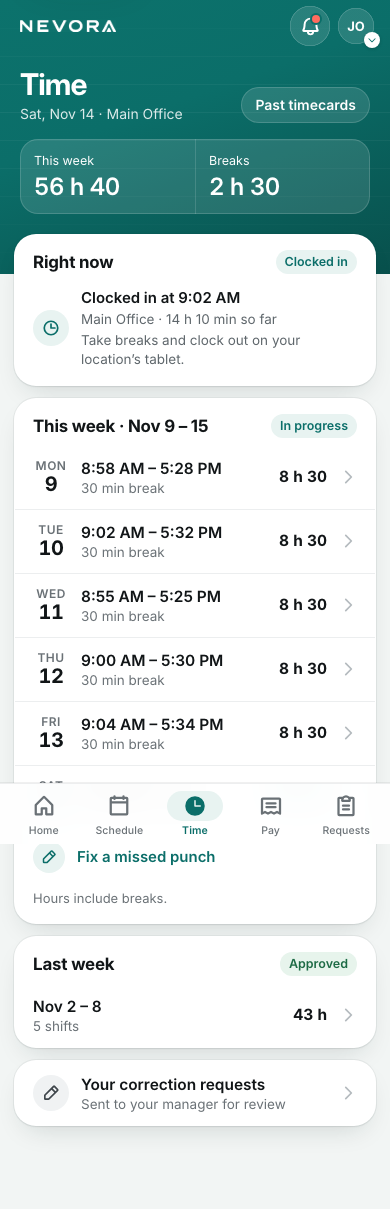 NEVORA
JO
Time
Sat, Nov 14 · Main Office
Past timecards
This week
56 h 40
Breaks
2 h 30
Right now
Clocked in
Clocked in at 9:02 AM
Main Office · 14 h 10 min so far
Take breaks and clock out on your
location’s tablet.
This week · Nov 9 – 15
In progress
MON
9
8:58 AM – 5:28 PM
30 min break
8 h 30
TUE
10
9:02 AM – 5:32 PM
30 min break
8 h 30
WED
11
8:55 AM – 5:25 PM
30 min break
8 h 30
THU
12
9:00 AM – 5:30 PM
30 min break
8 h 30
FRI
13
9:04 AM – 5:34 PM
30 min break
8 h 30
Home
Schedule
Time
Pay
Requests
Fix a missed punch
Hours include breaks.
Last week
Approved
Nov 2 – 8
5 shifts
43 h
Your correction requests
Sent to your manager for review